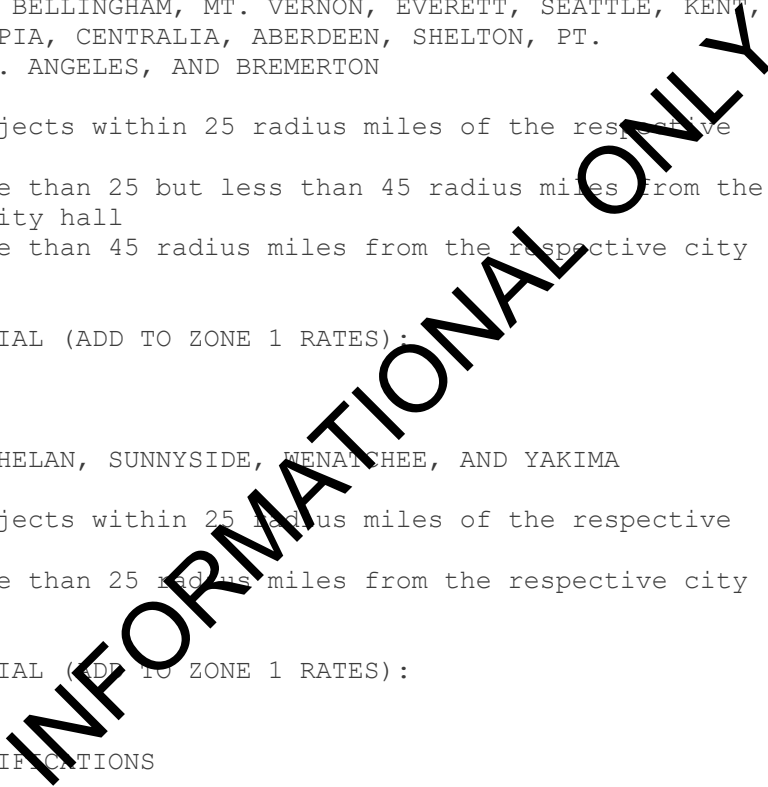 BELLINGHAM, MT. VERNON, EVERETT, SEATTLE, KENT,
PIA, CENTRALIA, ABERDEEN, SHELTON, PT.
. ANGELES, AND BREMERTON
jects within 25 radius miles of the respective
e than 25 but less than 45 radius miles from the
ity hall
e than 45 radius miles from the respective city
IAL (ADD TO ZONE 1 RATES):
HELAN, SUNNYSIDE, WENATCHEE, AND YAKIMA
jects within 25 radius miles of the respective
e than 25 radius miles from the respective city
IAL (ADD TO ZONE 1 RATES):
IFICATIONS
INFORMATIONAL ONLY